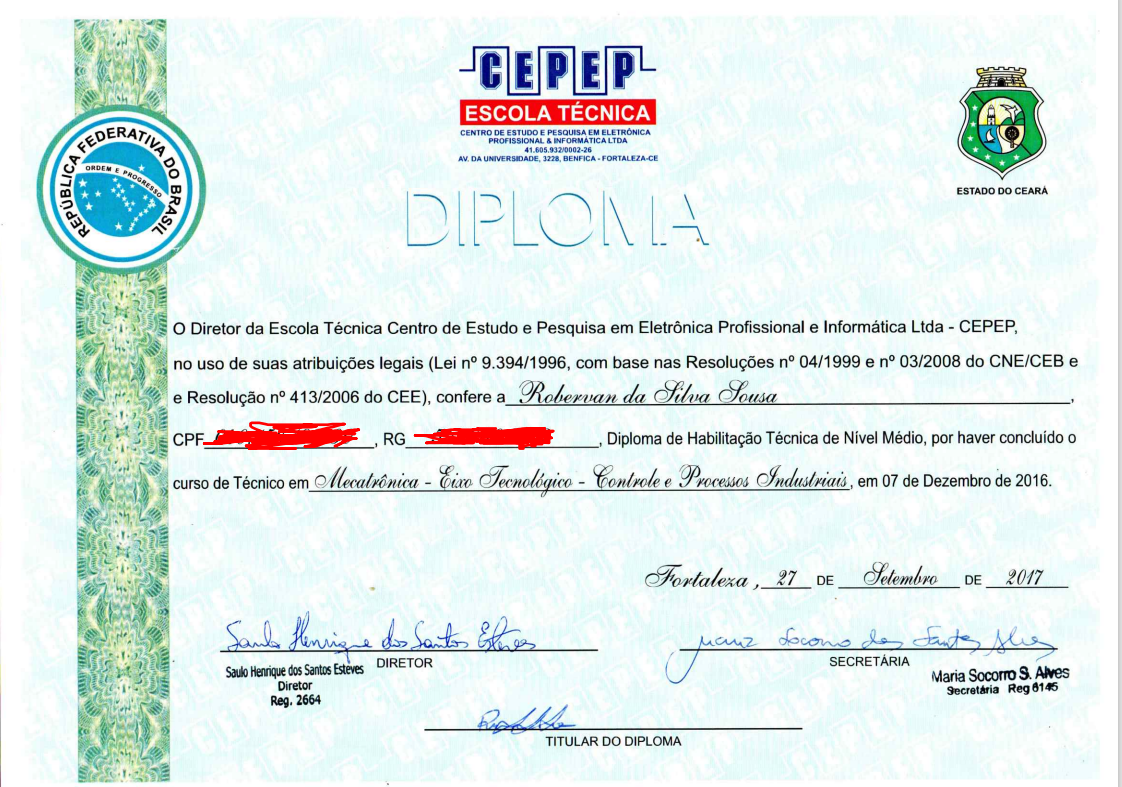 CEPEP
ESCOLA TÉCNICA
CENTRO DE ESTUDO E PESQUISA EM ELETRÔNICA
PROFISSIONAL & INFORMÁTICA LTDA
41.605.932/0002-26
AV. DA UNIVERSIDADE, 3228, BENFICA - FORTALEZA-CE
REPÚBLICA FEDERATIVA DO BRASIL
ORDEM E PROGRESSO
ESTADO DO CEARÁ
DIPLOMA
O Diretor da Escola Técnica Centro de Estudo e Pesquisa em Eletrônica Profissional e Informática Ltda - CEPEP,
no uso de suas atribuições legais (Lei nº 9.394/1996, com base nas Resoluções nº 04/1999 e nº 03/2008 do CNE/CEB e
e Resolução nº 413/2006 do CEE), confere a Robervan da Silva Sousa,
CPF , RG , Diploma de Habilitação Técnica de Nível Médio, por haver concluído o
curso de Técnico em Mecatrônica - Eixo Tecnológico - Controle e Processos Industriais, em 07 de Dezembro de 2016.
Fortaleza, 27 DE Setembro DE 2017
Saulo Henrique dos Santos Esteves
DIRETOR
Saulo Henrique dos Santos Esteves
Diretor
Reg. 2664
Maria Socorro dos Santos Alves
SECRETÁRIA
Maria Socorro S. Alves
Secretária Reg 6145
TITULAR DO DIPLOMA